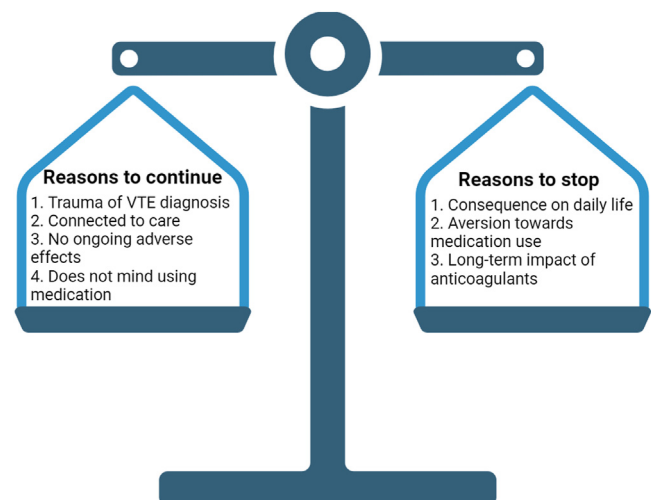 Reasons to continue
1. Trauma of VTE diagnosis
2. Connected to care
3. No ongoing adverse
effects
4. Does not mind using
medication
Reasons to stop
1. Consequence on daily life
2. Aversion towards
medication use
3. Long-term impact of
anticoagulants